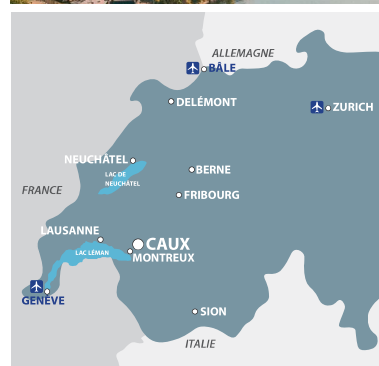 ALLEMAGNE
BÂLE
DELÉMONT
ZURICH
NEUCHÂTEL
LAC DE
NEUCHÂTEL
BERNE
FRANCE
FRIBOURG
LAUSANNE
CAUX
LAC LÉMAN
MONTREUX
GENÈVE
SION
ITALIE